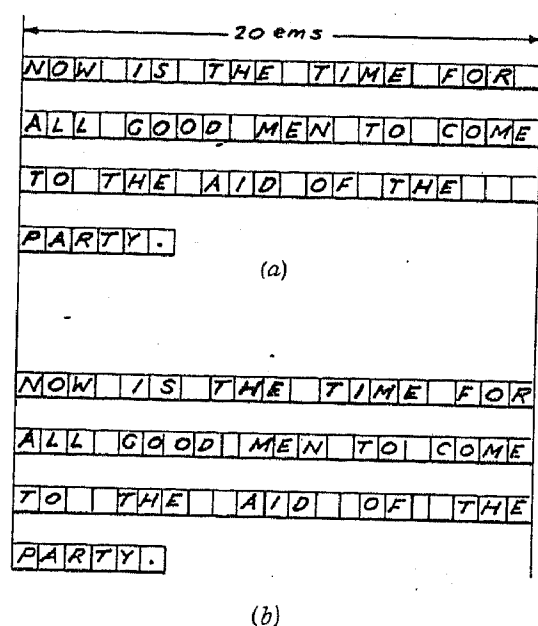 20 ems
NOW IS THE TIME FOR
ALL GOOD MEN TO COME
TO THE AID OF THE
PARTY.
(a)
NOW IS THE TIME FOR
ALL GOOD MEN TO COME
TO THE AID OF THE
PARTY.
(b)